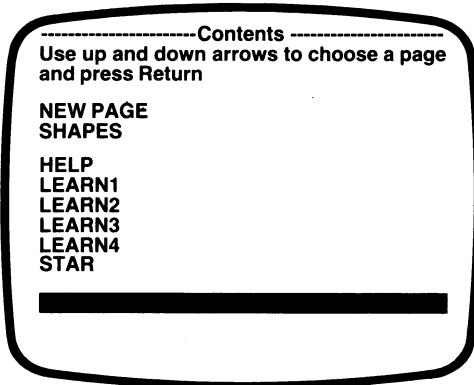 ------------------------Contents ------------------------
Use up and down arrows to choose a page
and press Return
NEW PAGE
SHAPES
HELP
LEARN1
LEARN2
LEARN3
LEARN4
STAR